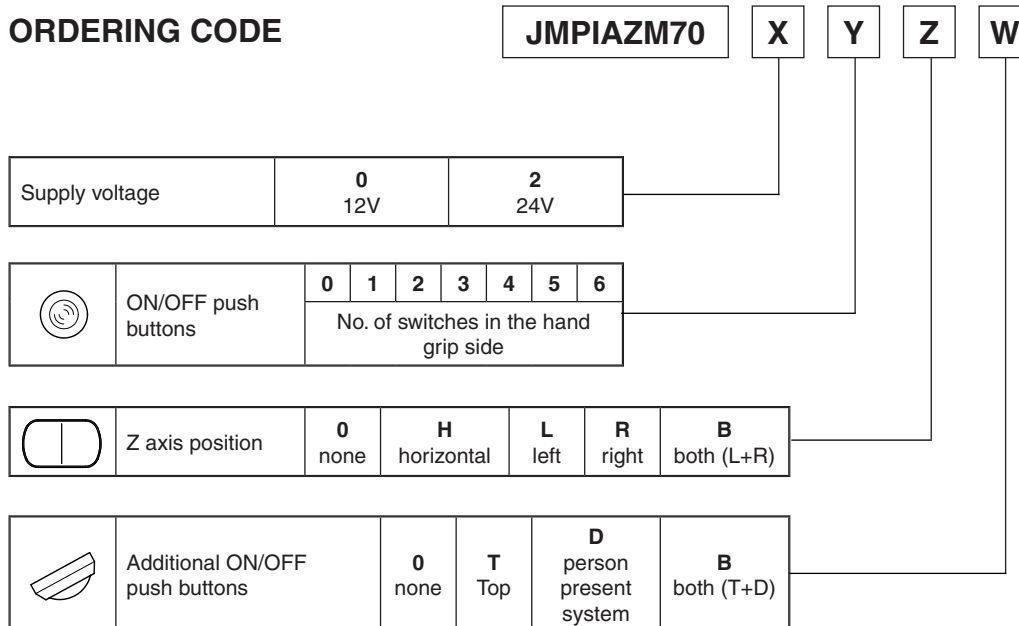 ORDERING CODE JMPIAZM70 X Y Z W
Supply voltage 0 2
12V 24V
ON/OFF push buttons 0 1 2 3 4 5 6
No. of switches in the hand
grip side
Z axis position 0 H L R B
none horizontal left right both (L+R)
Additional ON/OFF
push buttons
0
none
T
Top
D
person
present
system
B
both (T+D)